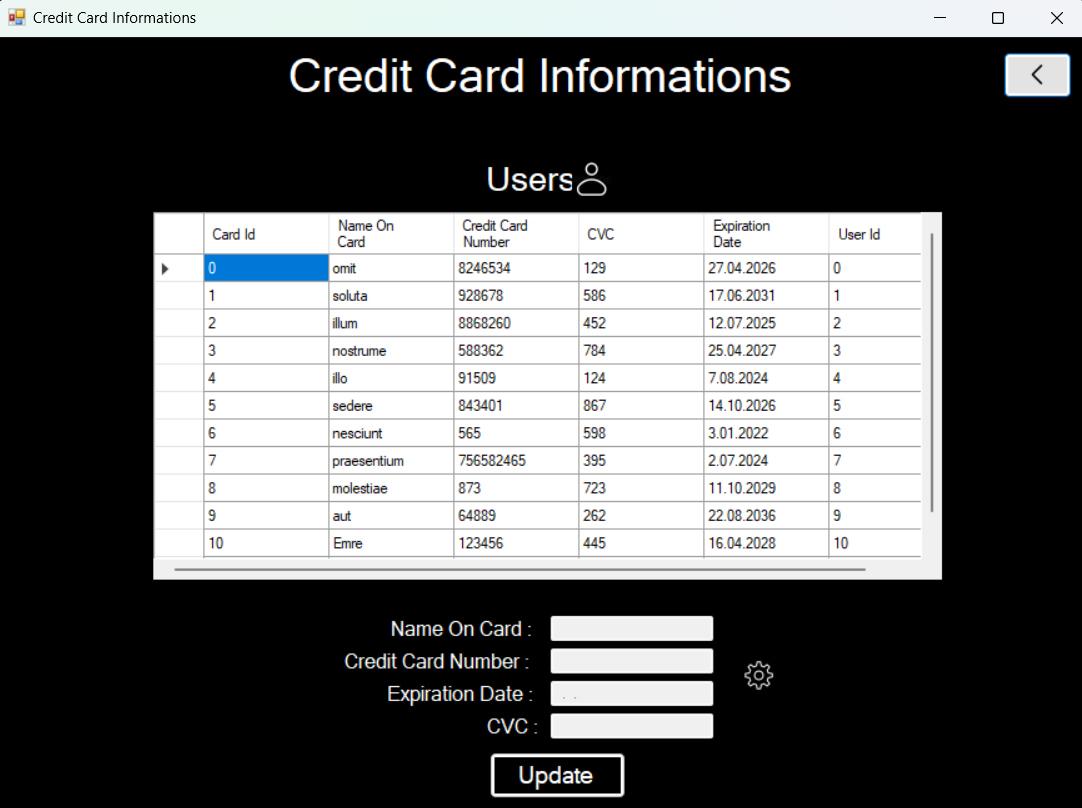 Credit Card Informations
Credit Card Informations
Users
Card Id Name On Card Credit Card Number CVC Expiration Date User Id
0 omit 8246534 129 27.04.2026 0
1 soluta 928678 586 17.06.2031 1
2 illum 8868260 452 12.07.2025 2
3 nostrume 588362 784 25.04.2027 3
4 illo 91509 124 7.08.2024 4
5 sedere 843401 867 14.10.2026 5
6 nesciunt 565 598 3.01.2022 6
7 praesentium 756582465 395 2.07.2024 7
8 molestiae 873 723 11.10.2029 8
9 aut 64889 262 22.08.2036 9
10 Emre 123456 445 16.04.2028 10
Name On Card :
Credit Card Number :
Expiration Date : . .
CVC :
Update